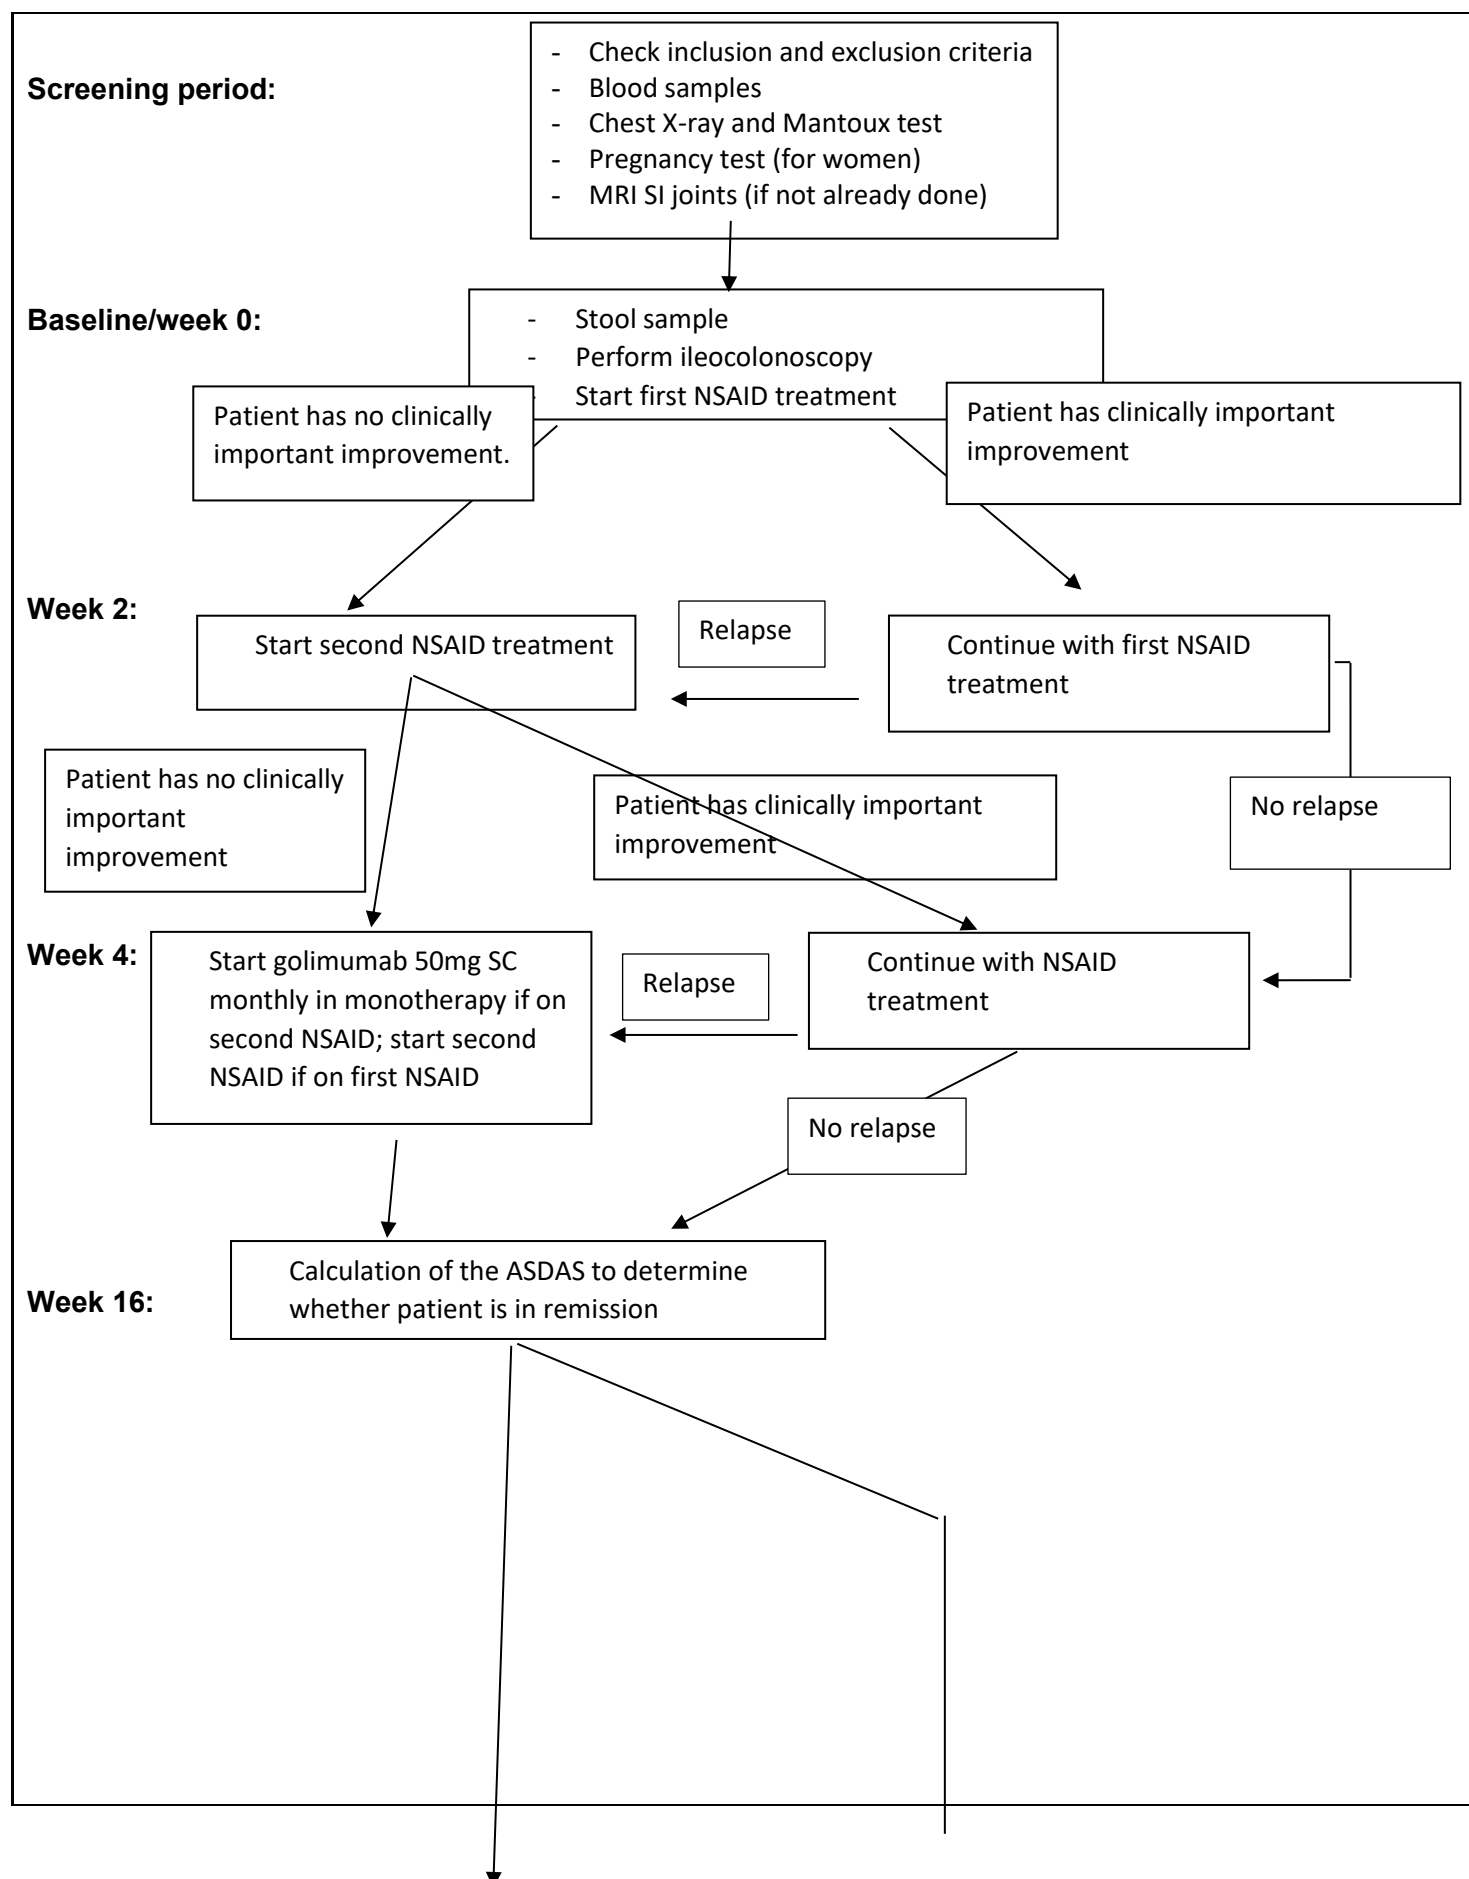 Screening period:
- Check inclusion and exclusion criteria
- Blood samples
- Chest X-ray and Mantoux test
- Pregnancy test (for women)
- MRI SI joints (if not already done)
Baseline/week 0:
- Stool sample
- Perform ileocolonoscopy
- Start first NSAID treatment
Patient has no clinically
important improvement.
Patient has clinically important
improvement
Week 2:
Start second NSAID treatment
Relapse
Continue with first NSAID
treatment
Patient has no clinically
important
improvement
Patient has clinically important
improvement
No relapse
Week 4:
Start golimumab 50mg SC
monthly in monotherapy if on
second NSAID; start second
NSAID if on first NSAID
Relapse
Continue with NSAID
treatment
No relapse
Week 16:
Calculation of the ASDAS to determine
whether patient is in remission